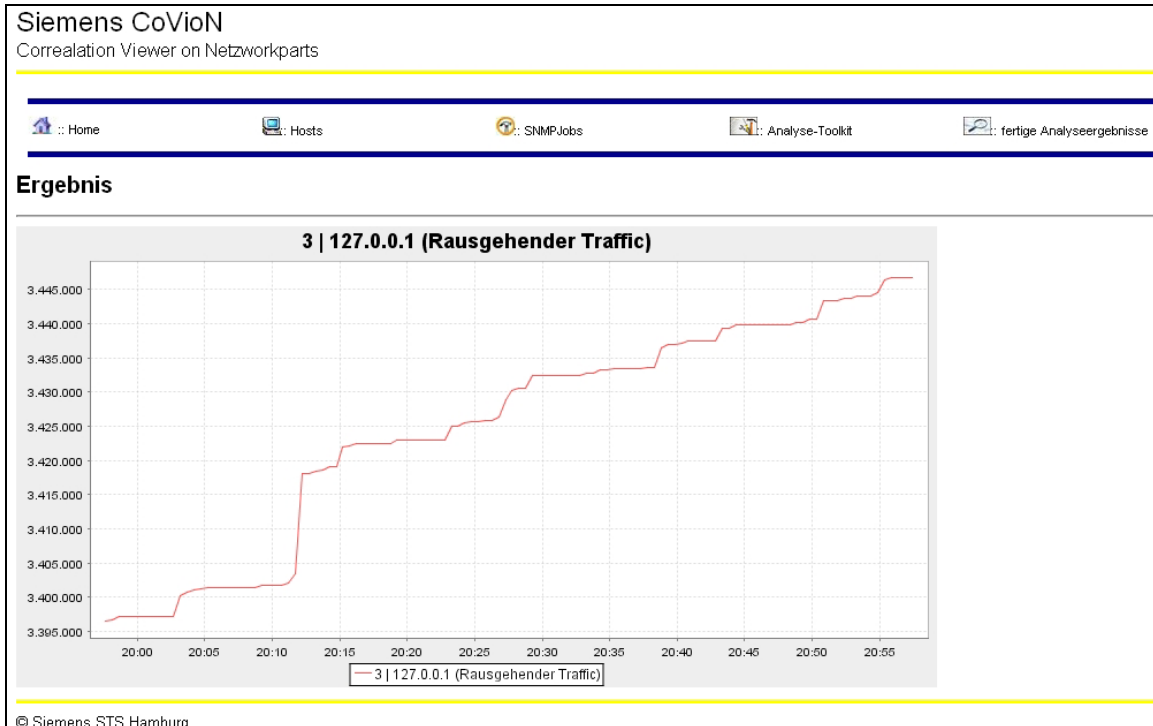 Siemens CoVioN
Correalation Viewer on Netzworkparts
:: Home
:: Hosts
:: SNMPJobs
:: Analyse-Toolkit
:: fertige Analyseergebnisse
Ergebnis
3 | 127.0.0.1 (Rausgehender Traffic)
3.445.000
3.440.000
3.435.000
3.430.000
3.425.000
3.420.000
3.415.000
3.410.000
3.405.000
3.400.000
3.395.000
20:00 20:05 20:10 20:15 20:20 20:25 20:30 20:35 20:40 20:45 20:50 20:55
3 | 127.0.0.1 (Rausgehender Traffic)
© Siemens STS Hamburg